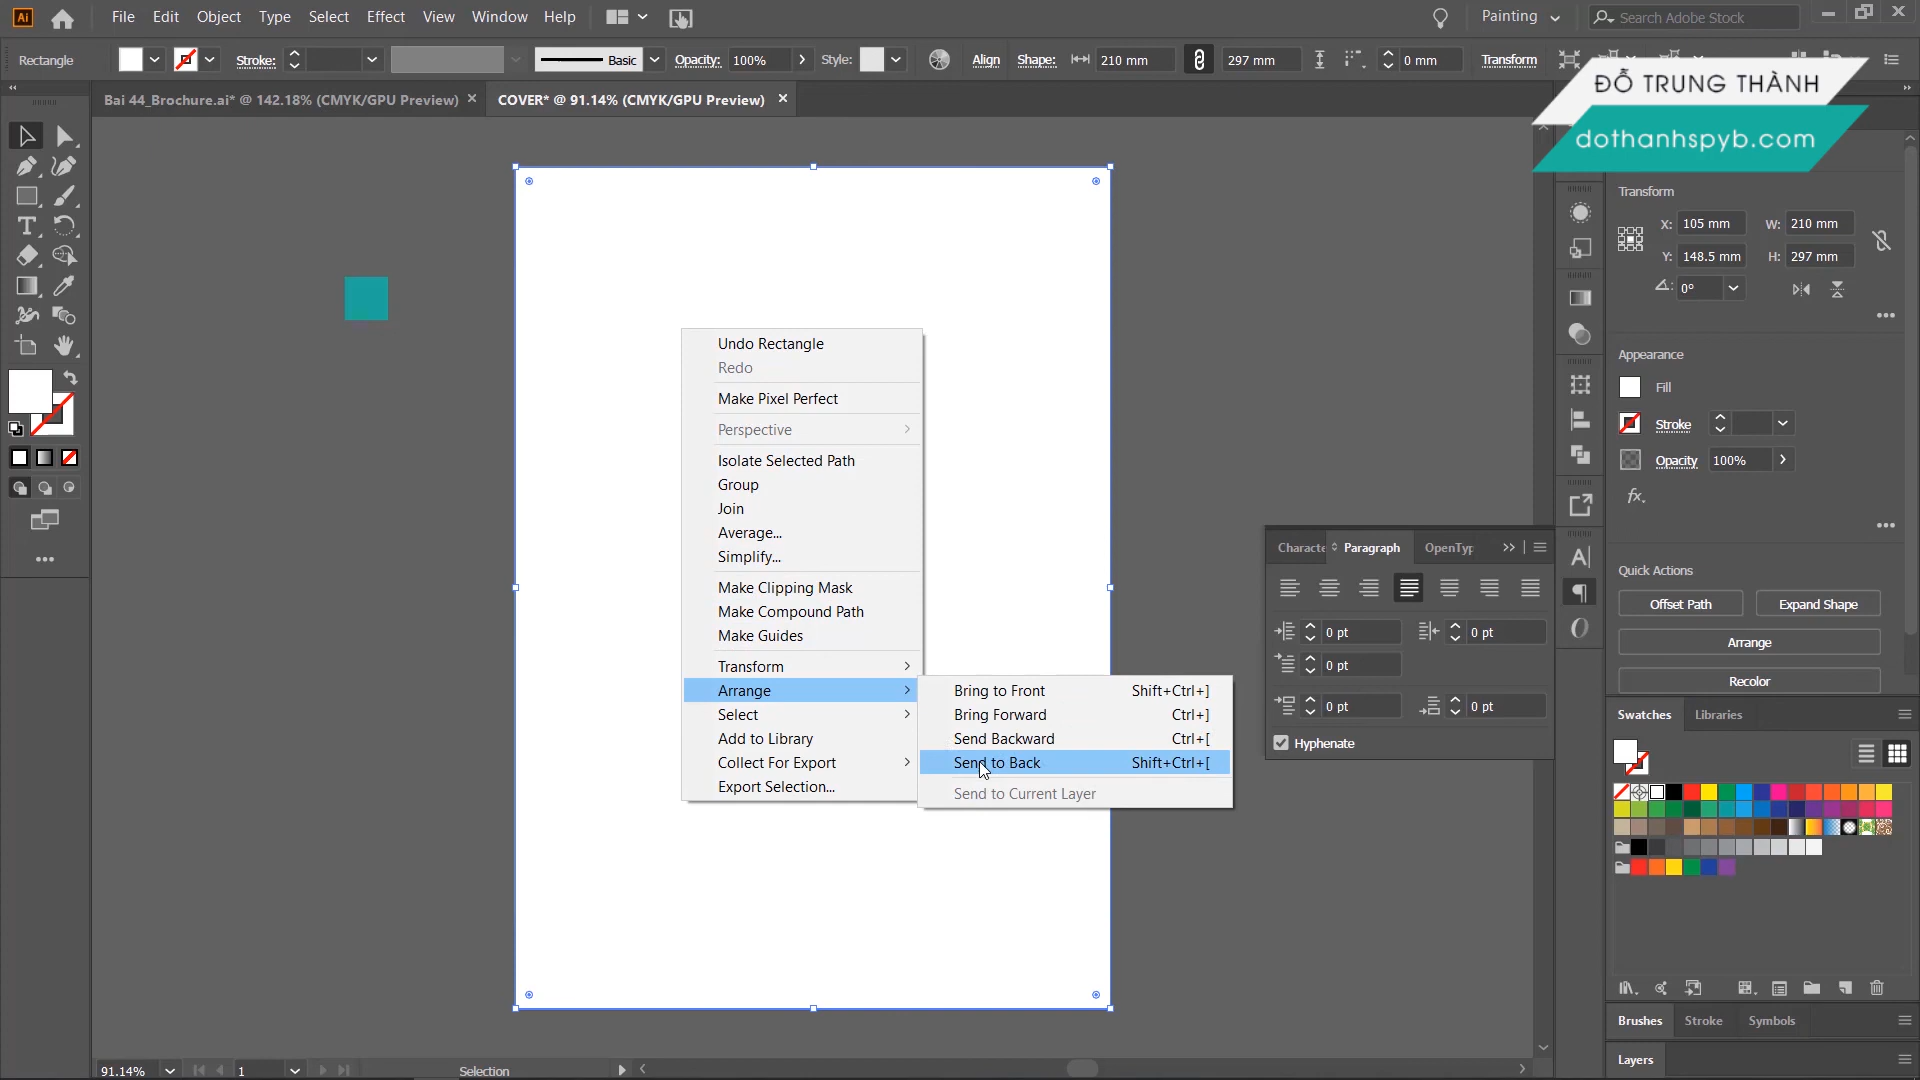 Ai
File Edit Object Type Select Effect View Window Help
Painting
Search Adobe Stock
Rectangle
Stroke:
Basic
Opacity: 100%
Style:
Align
Shape:
210 mm
297 mm
0 mm
Transform
Bai 44_Brochure.ai* @ 142.18% (CMYK/GPU Preview)
COVER* @ 91.14% (CMYK/GPU Preview)
ĐỖ TRUNG THÀNH
dothanhspyb.com
Transform
X: 105 mm W: 210 mm
Y: 148.5 mm H: 297 mm
0°
Appearance
Fill
Stroke
Opacity 100%
fx.
Quick Actions
Offset Path Expand Shape
Arrange
Recolor
Undo Rectangle
Redo
Make Pixel Perfect
Perspective
Isolate Selected Path
Group
Join
Average...
Simplify...
Make Clipping Mask
Make Compound Path
Make Guides
Transform
Arrange
Select
Add to Library
Collect For Export
Export Selection...
Bring to Front Shift+Ctrl+]
Bring Forward Ctrl+]
Send Backward Ctrl+[
Send to Back Shift+Ctrl+[
Send to Current Layer
Characte Paragraph OpenTyp
0 pt 0 pt
0 pt
0 pt 0 pt
Hyphenate
Swatches Libraries
Brushes Stroke Symbols
Layers
91.14% 1 Selection